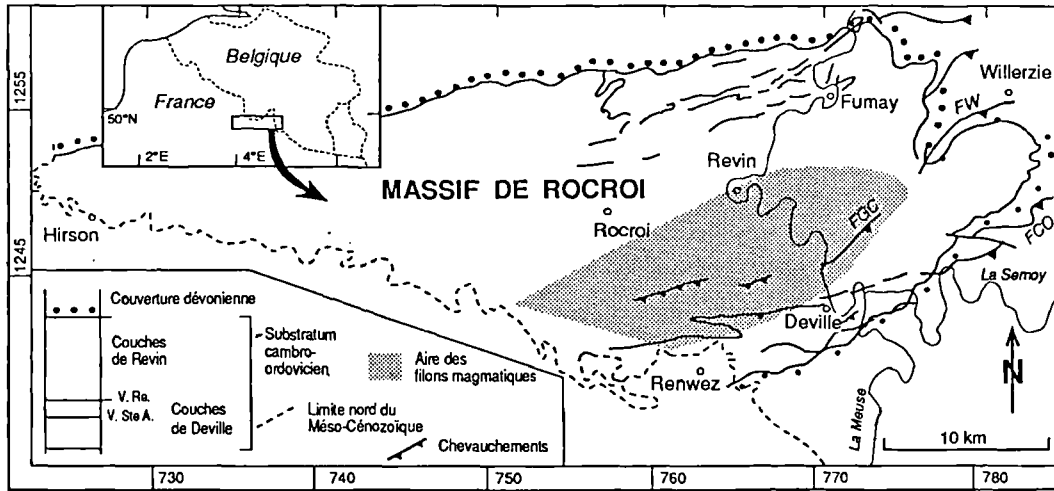 Belgique
France
50°N
2°E
4°E
1255
1245
Willerzie
FW
Fumay
Revin
MASSIF DE ROCROI
Rocroi
FGC
FCO
Hirson
La Semoy
Deville
Renwez
La Meuse
N
10 km
Couverture dévonienne
Couches
de Revin
V. Re.
V. Ste A.
Couches
de Deville
Substratum
cambro-
ordovicien
Aire des
filons magmatiques
Limite nord du
Méso-Cénozoïque
Chevauchements
730
740
750
760
770
780